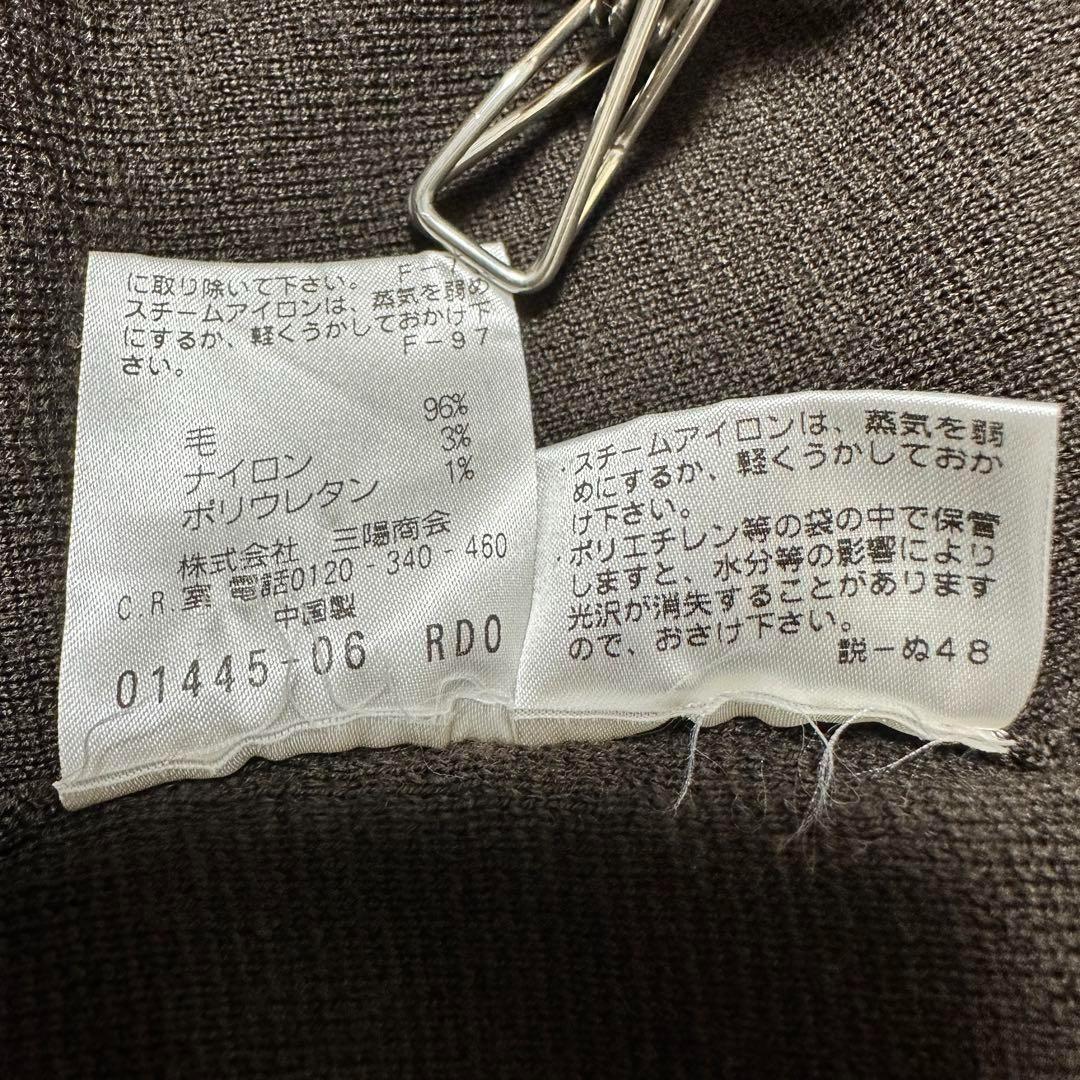 に取り除いて下さい。
スチームアイロンは、蒸気を弱め
にするか、軽くうかしておかけ下
さい。 F-97
毛 96%
ナイロン 3%
ポリウレタン 1%
株式会社 三陽商会
C.R.室 電話0120-340-460
中国製
01445-06 RDO
・スチームアイロンは、蒸気を弱
めにするか、軽くうかしておか
け下さい。
・ポリエチレン等の袋の中で保管
しますと、水分等の影響により
光沢が消失することがあります
ので、おさけ下さい。
説-ぬ48